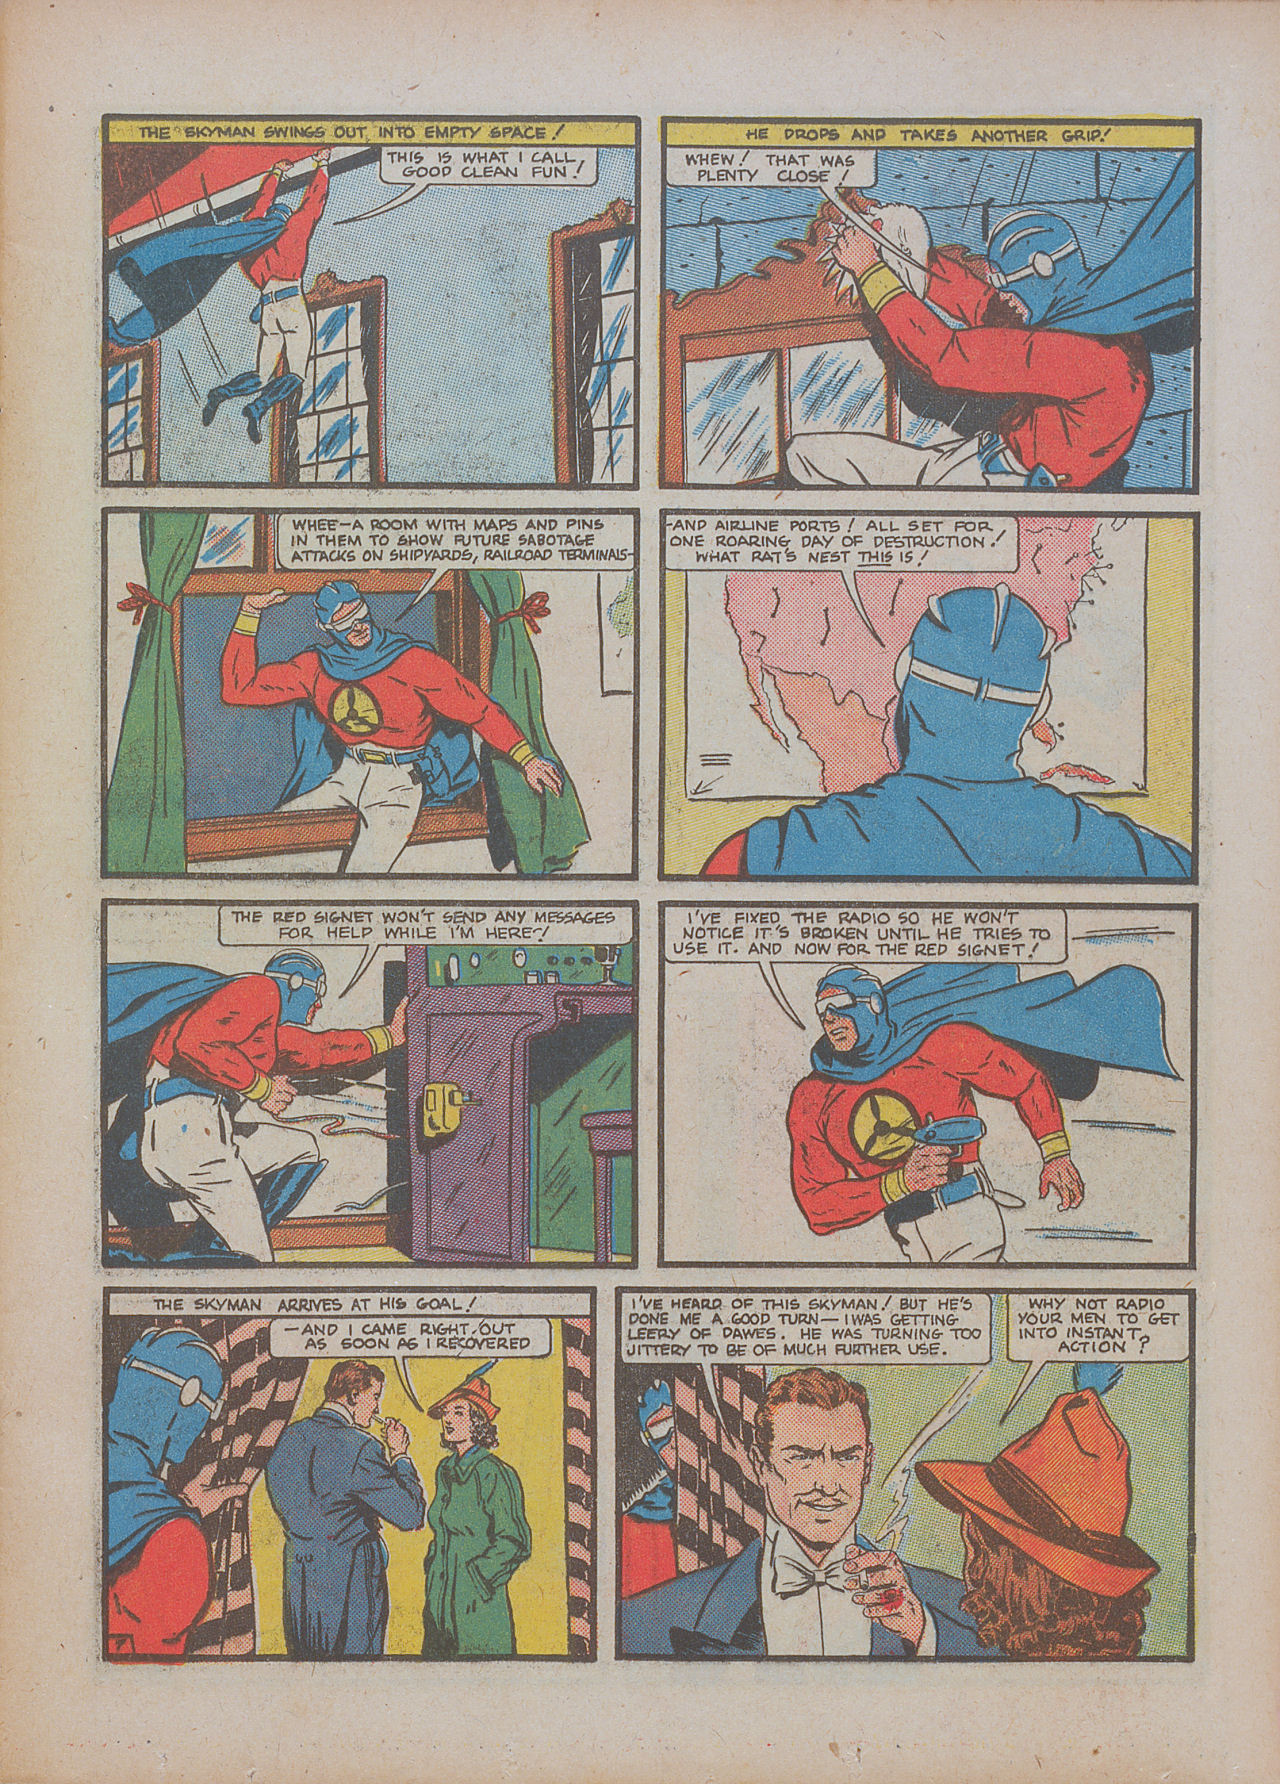 THE SKYMAN SWINGS OUT INTO EMPTY SPACE!
THIS IS WHAT I CALL
GOOD CLEAN FUN!
HE DROPS AND TAKES ANOTHER GRIP!
WHEW! THAT WAS
PLENTY CLOSE!
WHEE-A ROOM WITH MAPS AND PINS
IN THEM TO SHOW FUTURE SABOTAGE
ATTACKS ON SHIPYARDS, RAILROAD TERMINALS-
-AND AIRLINE PORTS! ALL SET FOR
ONE ROARING DAY OF DESTRUCTION!
WHAT RAT'S NEST THIS IS!
THE RED SIGNET WON'T SEND ANY MESSAGES
FOR HELP WHILE I'M HERE!
I'VE FIXED THE RADIO SO HE WON'T
NOTICE IT'S BROKEN UNTIL HE TRIES TO
USE IT. AND NOW FOR THE RED SIGNET!
THE SKYMAN ARRIVES AT HIS GOAL!
-AND I CAME RIGHT OUT
AS SOON AS I RECOVERED
I'VE HEARD OF THIS SKYMAN! BUT HE'S
DONE ME A GOOD TURN- I WAS GETTING
LEERY OF DAWES. HE WAS TURNING TOO
JITTERY TO BE OF MUCH FURTHER USE.
WHY NOT RADIO
YOUR MEN TO GET
INTO INSTANT
ACTION?